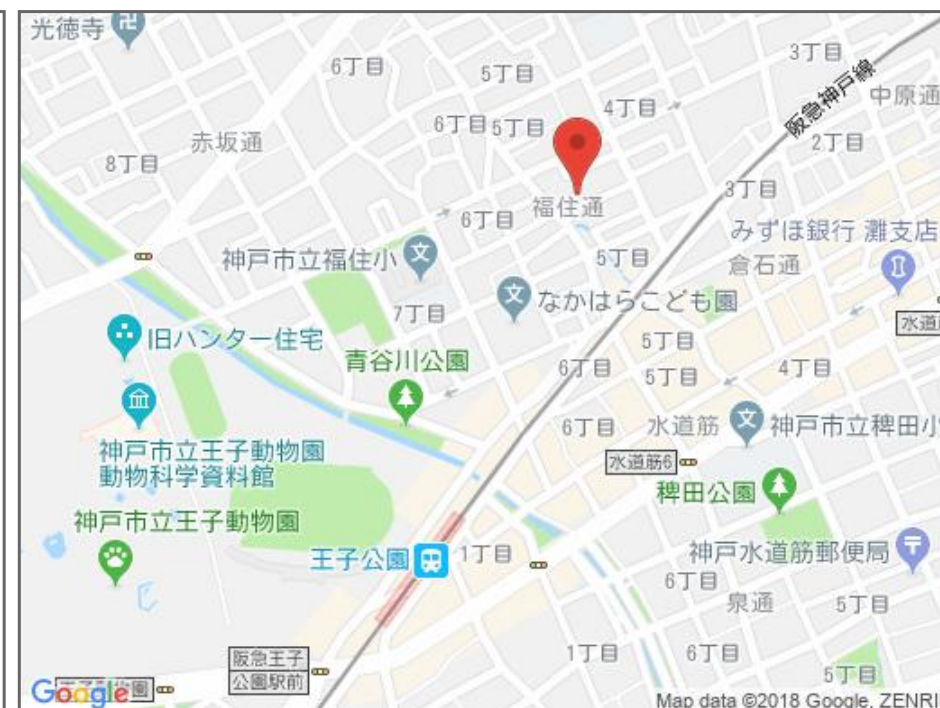 光徳寺
6丁目
5丁目
3丁目
阪急神戸線
中原通
4丁目
6丁目
5丁目
2丁目
赤坂通
8丁目
3丁目
福住通
6丁目
みずほ銀行 灘支店
神戸市立福住小
5丁目
倉石通
なかはらこども園
7丁目
水道
旧ハンター住宅
5丁目
青谷川公園
6丁目
5丁目
4丁目
6丁目
水道筋
神戸市立稗田小
神戸市立王子動物園
動物科学資料館
水道筋6
稗田公園
神戸市立王子動物園
王子公園
1丁目
神戸水道筋郵便局
6丁目
泉通
5丁目
阪急王子
公園駅前
1丁目
6丁目
5丁目
Google
園
Map data ©2018 Google, ZENRI